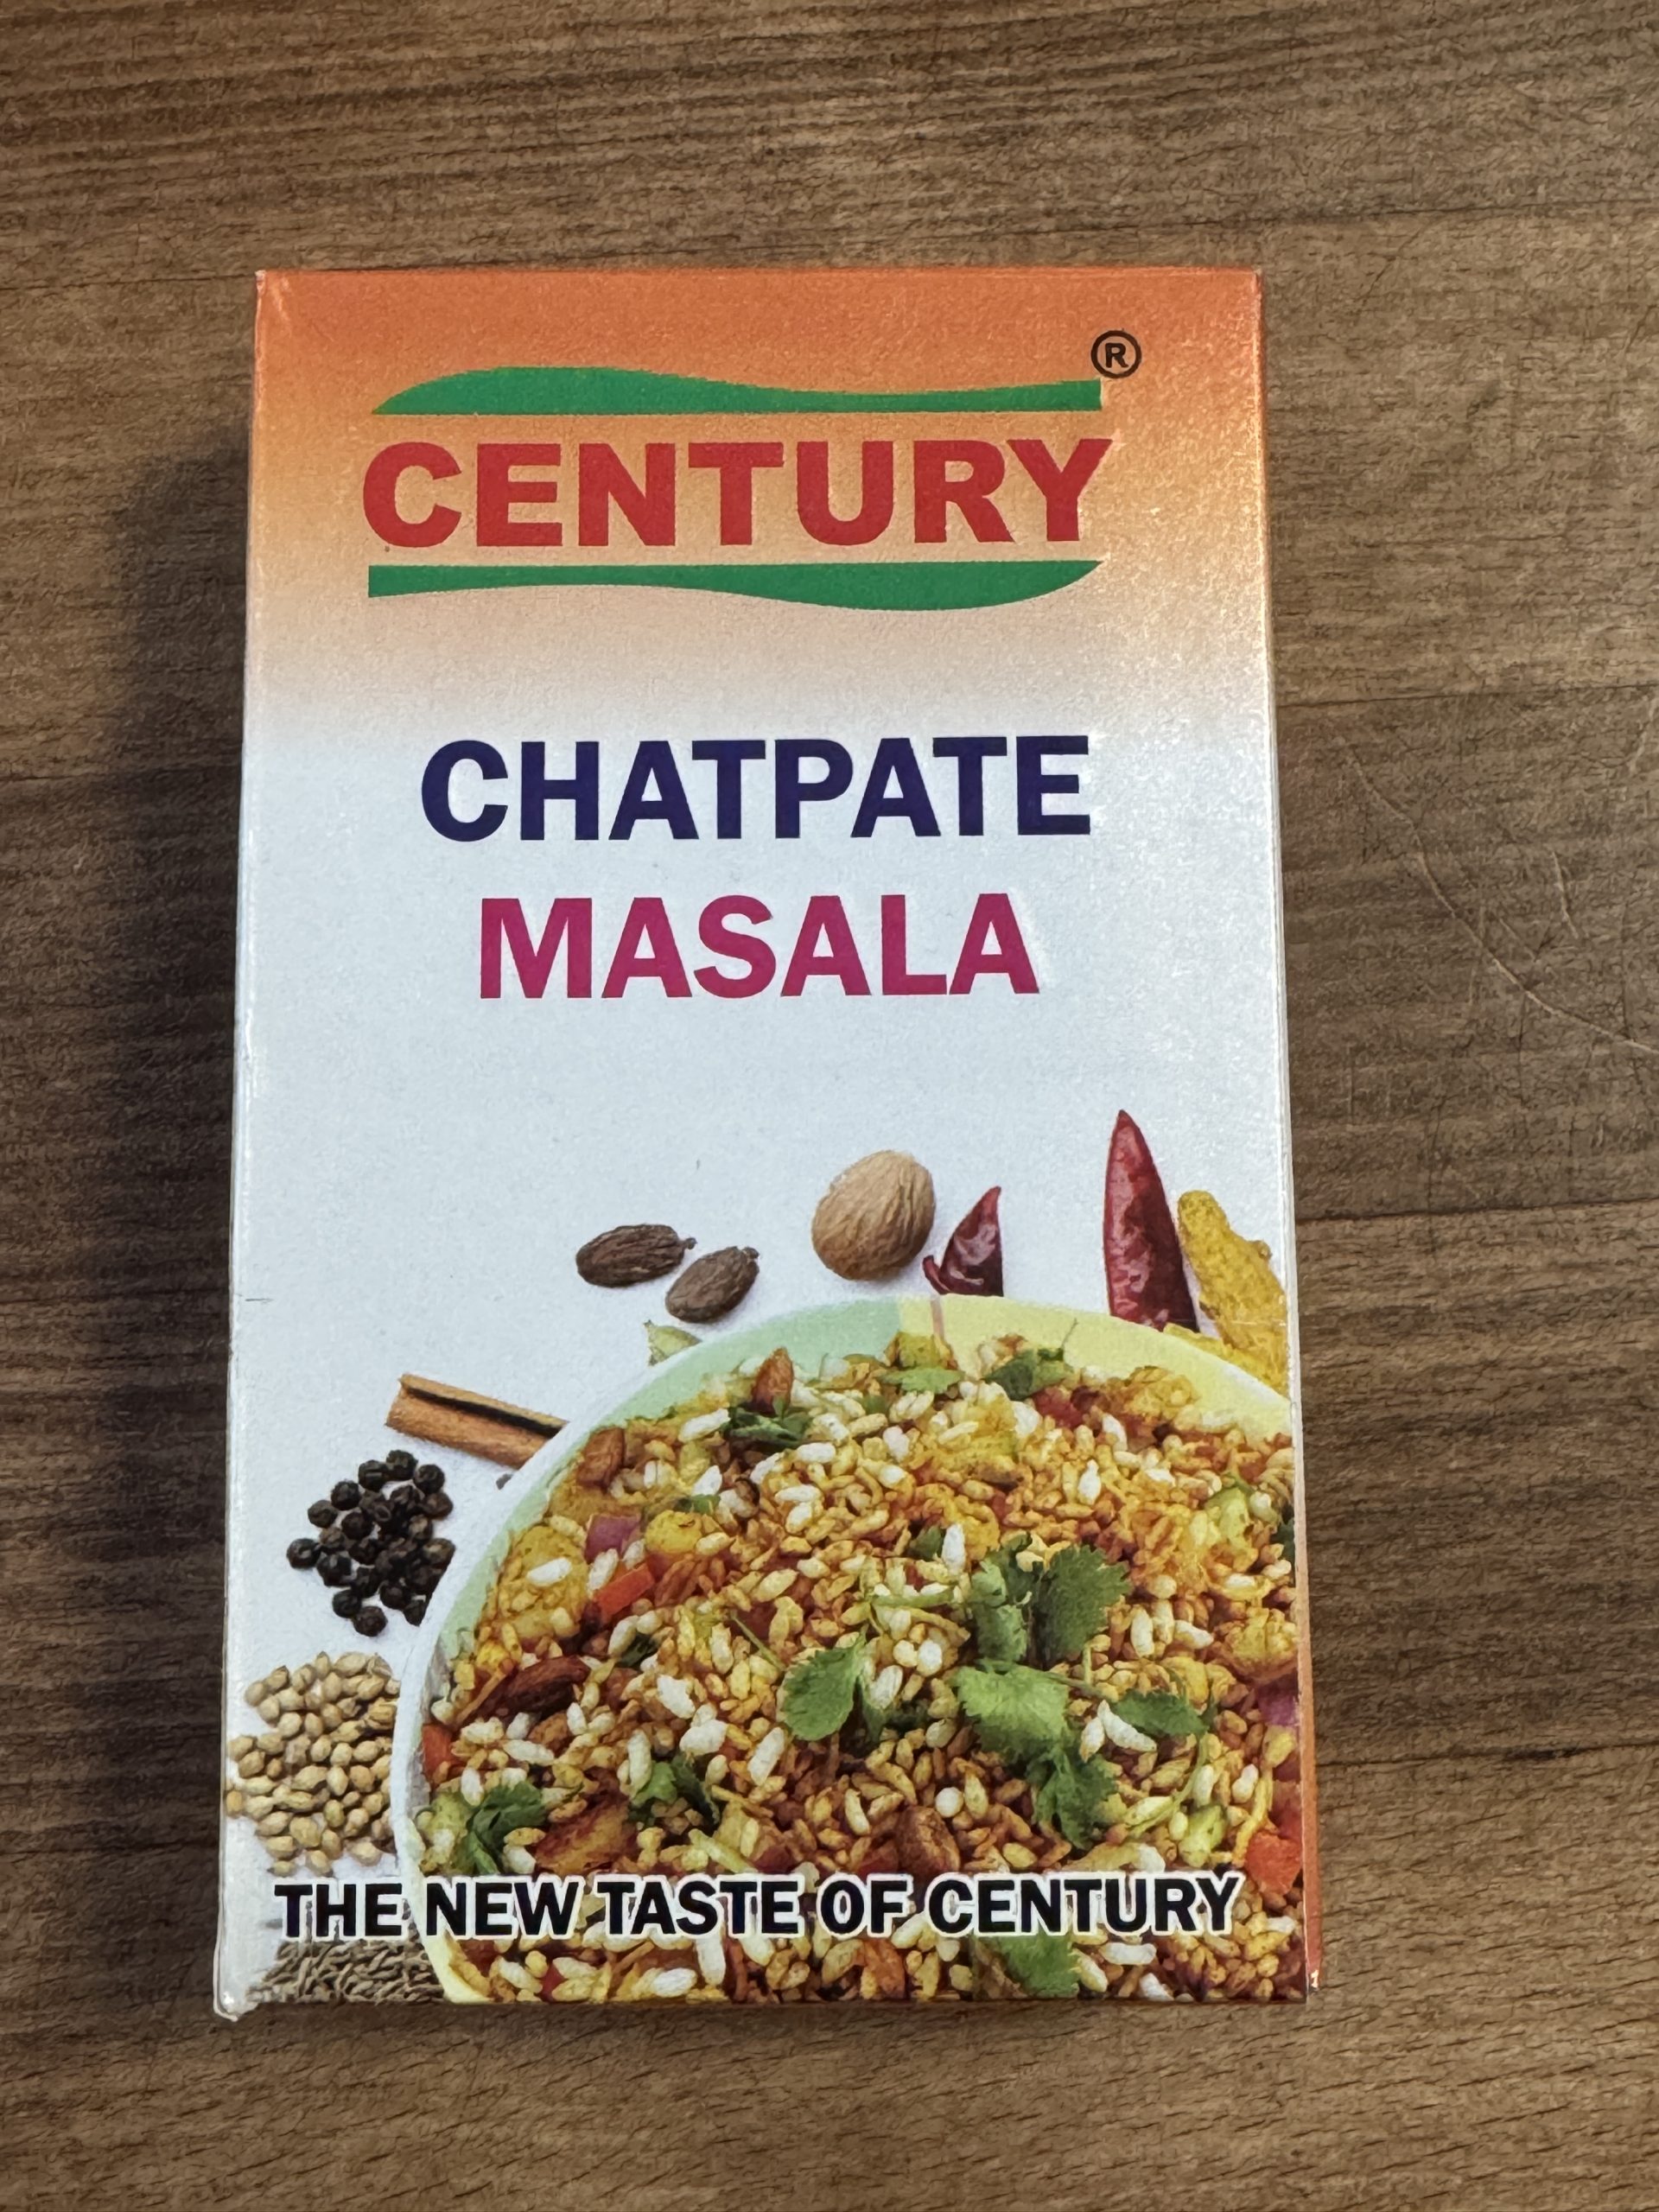 CENTURY®
CHATPATE
MASALA
THE NEW TASTE OF CENTURY